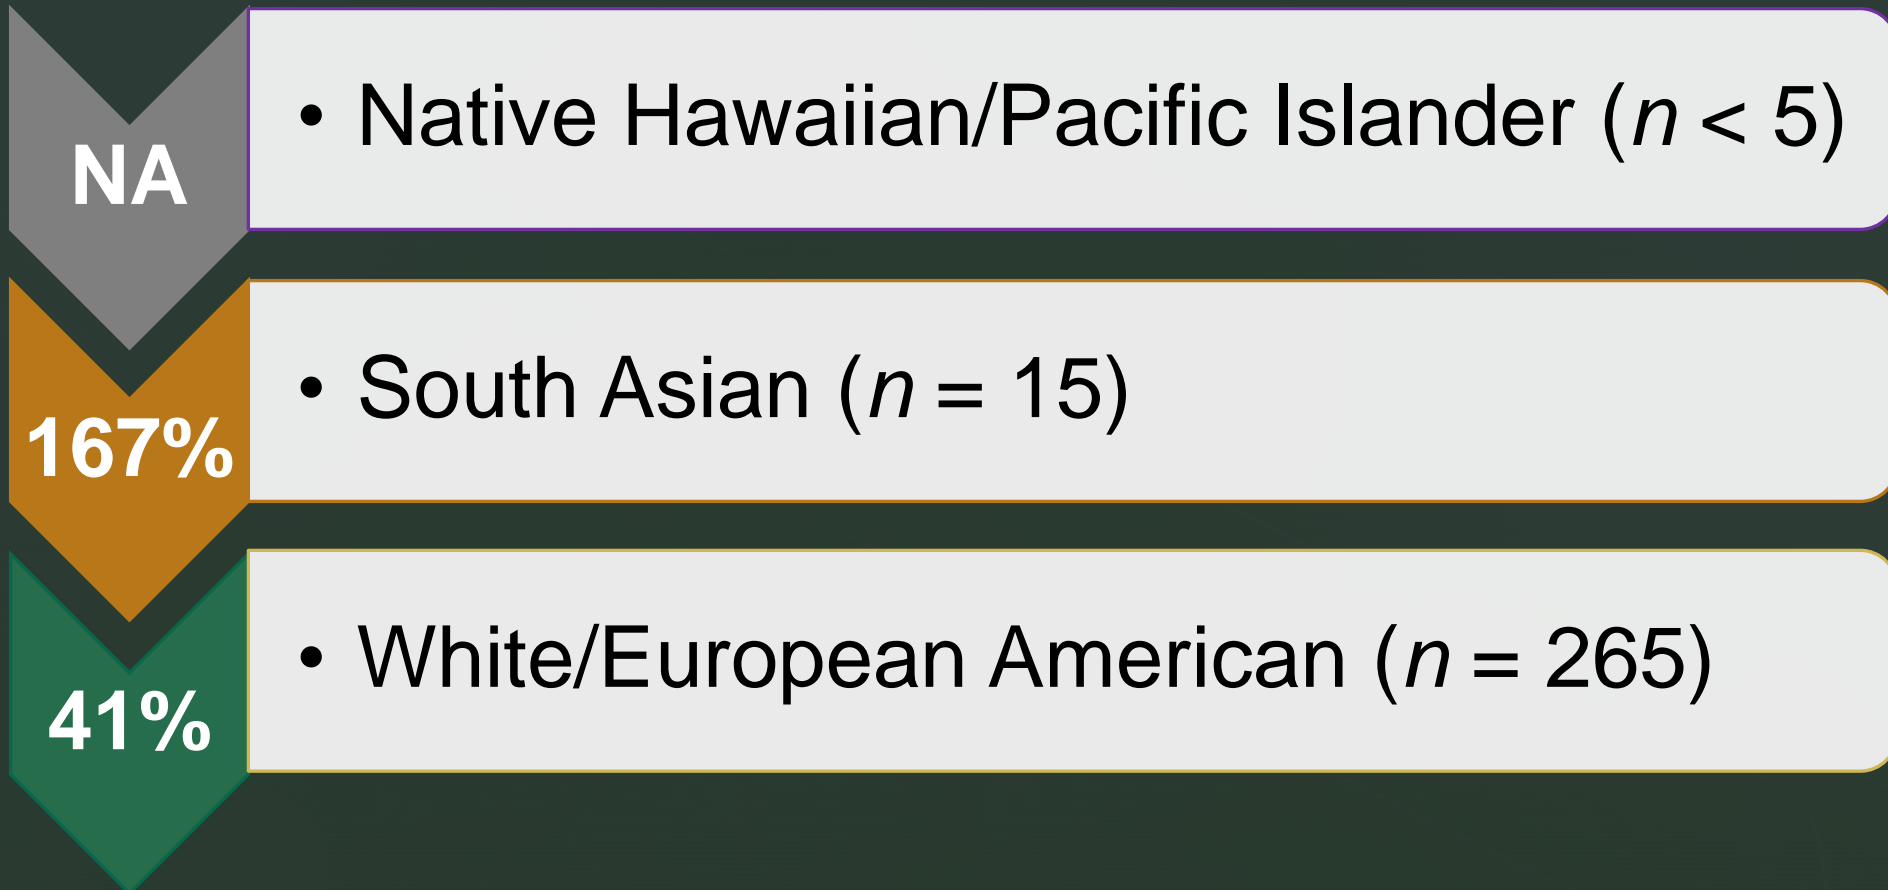 NA
• Native Hawaiian/Pacific Islander (n < 5)
167%
• South Asian (n = 15)
41%
• White/European American (n = 265)